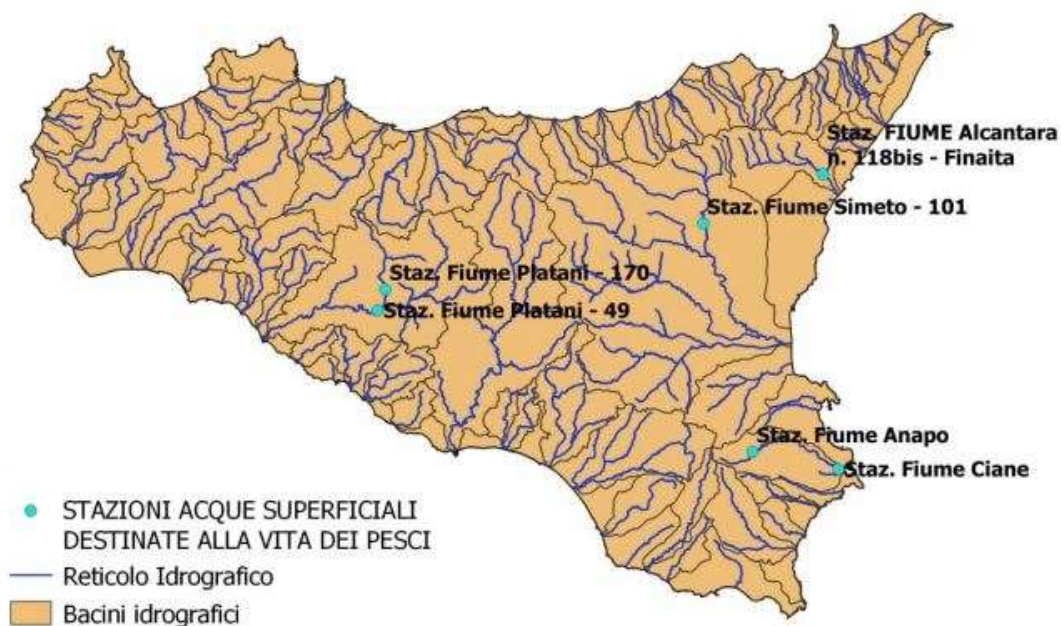 Staz. FIUME Alcantara
n. 118bis - Finaita
Staz. Fiume Simeto - 101
Staz. Fiume Platani - 170
Staz. Fiume Platani - 49
Staz. Fiume Anapo
Staz. Fiume Ciane
STAZIONI ACQUE SUPERFICIALI
DESTINATE ALLA VITA DEI PESCI
Reticolo Idrografico
Bacini idrografici